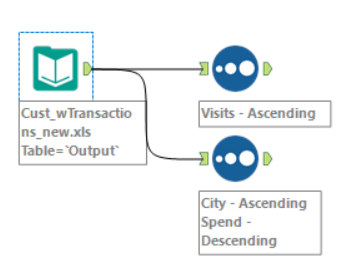 Cust_wTransactio
ns_new.xls
Table=`Output`
Visits - Ascending
City - Ascending
Spend -
Descending